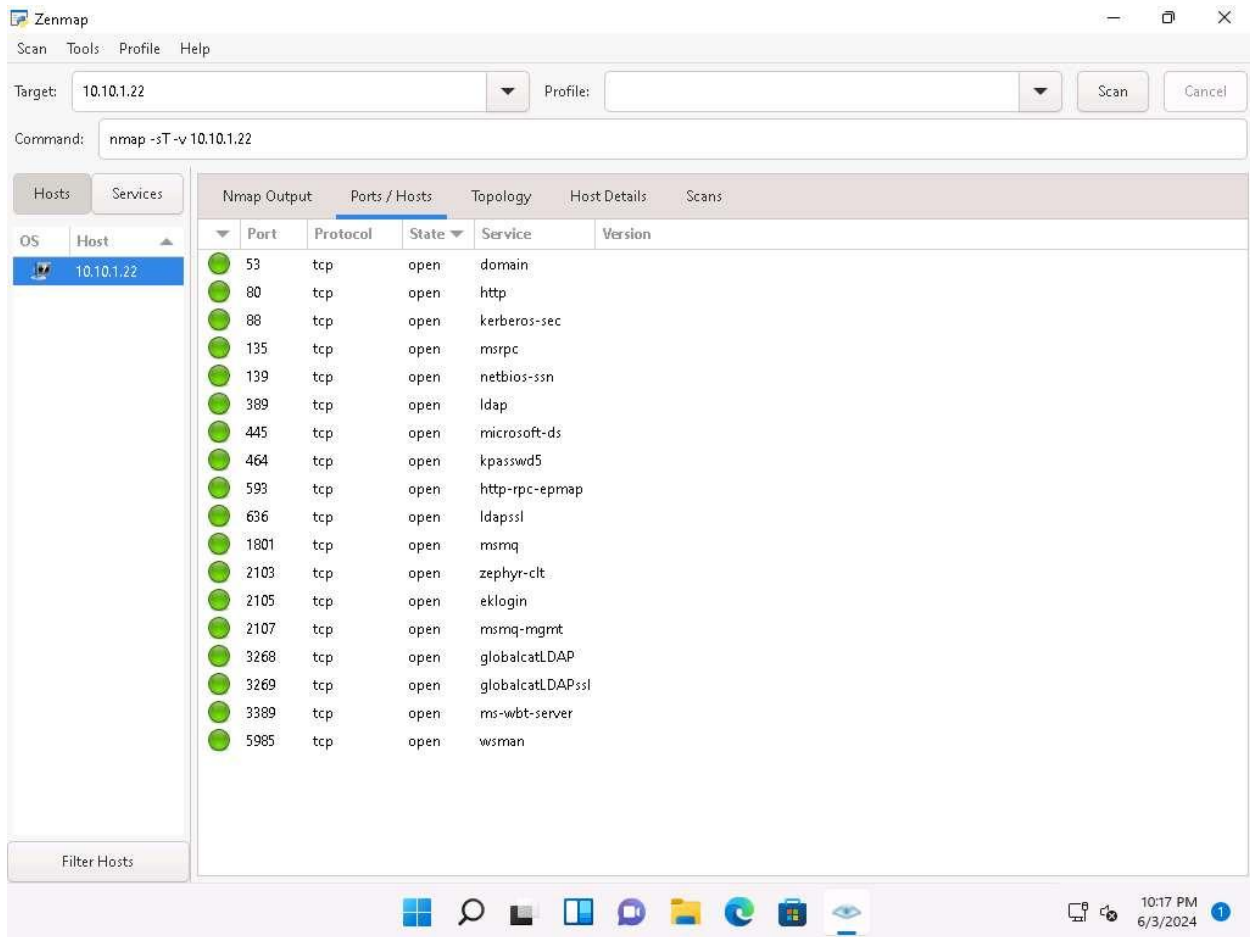 Zenmap
Scan Tools Profile Help
Target: 10.10.1.22 Profile: Scan Cancel
Command: nmap -sT -v 10.10.1.22
Hosts Services Nmap Output Ports / Hosts Topology Host Details Scans
OS Host Port Protocol State Service Version
10.10.1.22
53 tcp open domain
80 tcp open http
88 tcp open kerberos-sec
135 tcp open msrpc
139 tcp open netbios-ssn
389 tcp open ldap
445 tcp open microsoft-ds
464 tcp open kpasswd5
593 tcp open http-rpc-epmap
636 tcp open ldapssl
1801 tcp open msmq
2103 tcp open zephyr-clt
2105 tcp open eklogin
2107 tcp open msmq-mgmt
3268 tcp open globalcatLDAP
3269 tcp open globalcatLDAPssl
3389 tcp open ms-wbt-server
5985 tcp open wsman
Filter Hosts
10:17 PM
6/3/2024
1